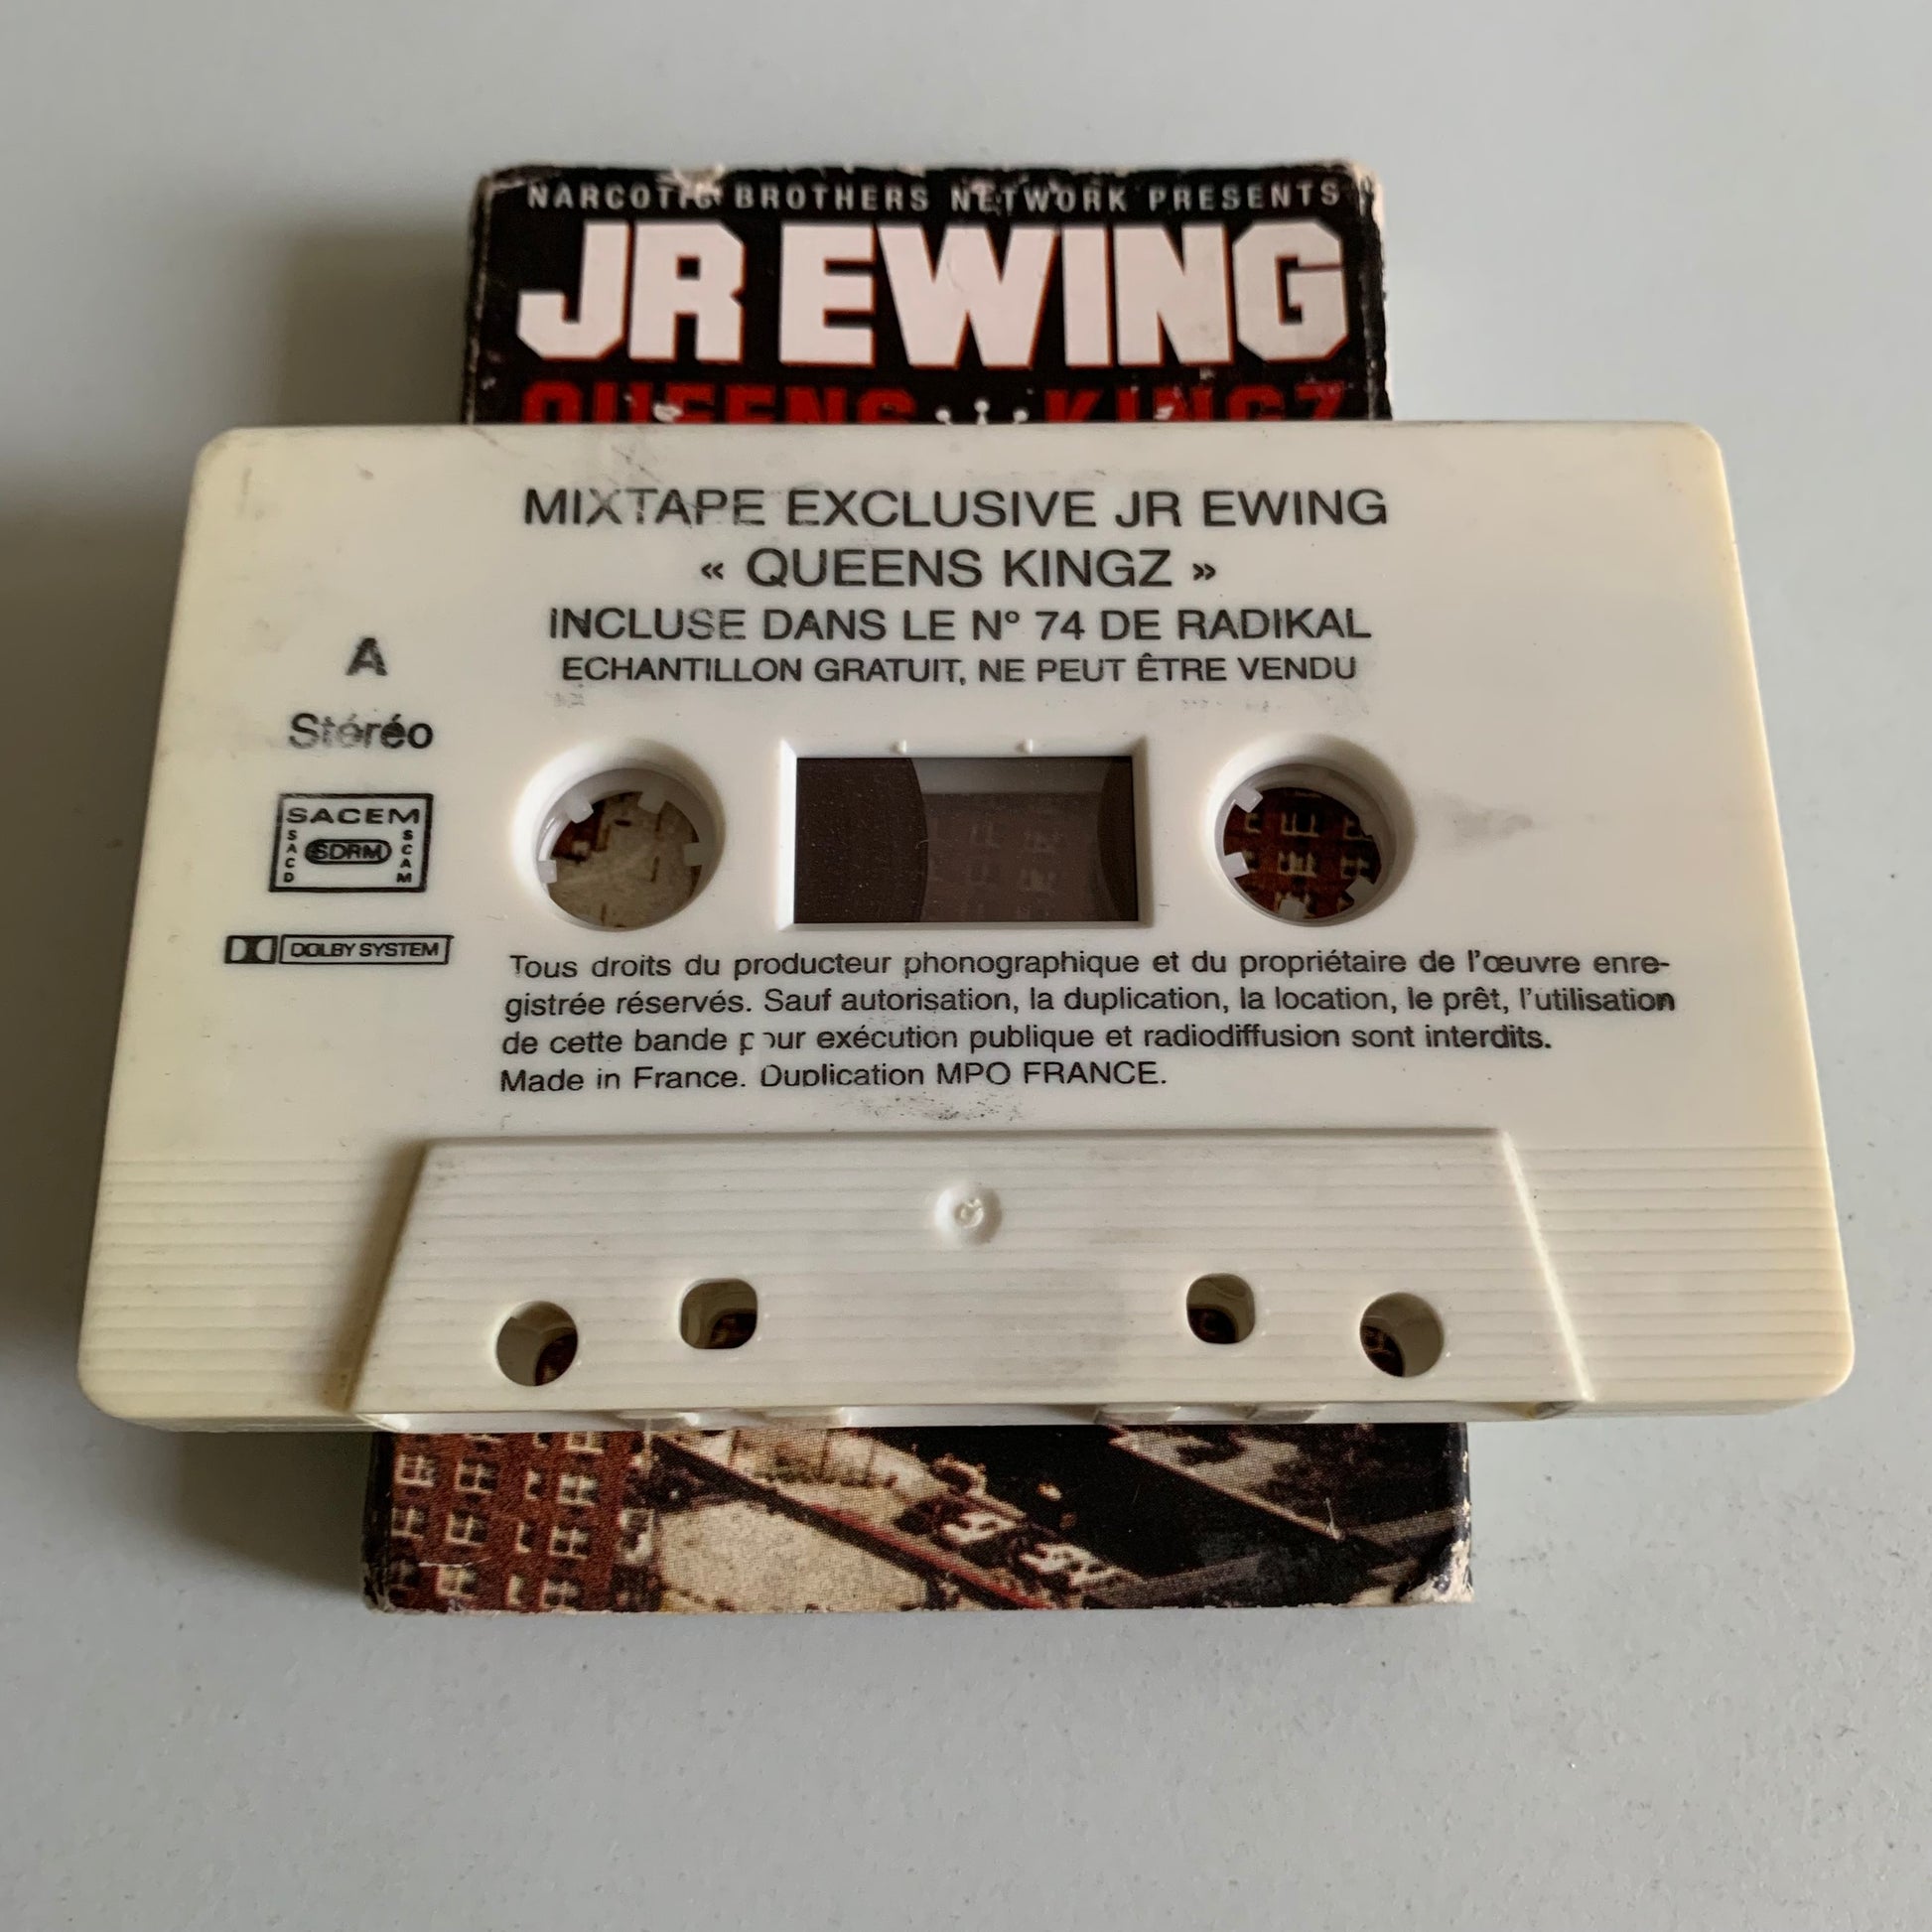 NARCOTIC BROTHERS NETWORK PRESENTS
JR EWING
QUEENS KINGZ
MIXTAPE EXCLUSIVE JR EWING
« QUEENS KINGZ »
INCLUSE DANS LE N° 74 DE RADIKAL
ECHANTILLON GRATUIT, NE PEUT ÊTRE VENDU
A
Stéréo
SACEM
SACD
SDRM
SCAM
DOLBY SYSTEM
Tous droits du producteur phonographique et du propriétaire de l'œuvre enre-
gistrée réservés. Sauf autorisation, la duplication, la location, le prêt, l'utilisation
de cette bande pour exécution publique et radiodiffusion sont interdits.
Made in France. Duplication MPO FRANCE.